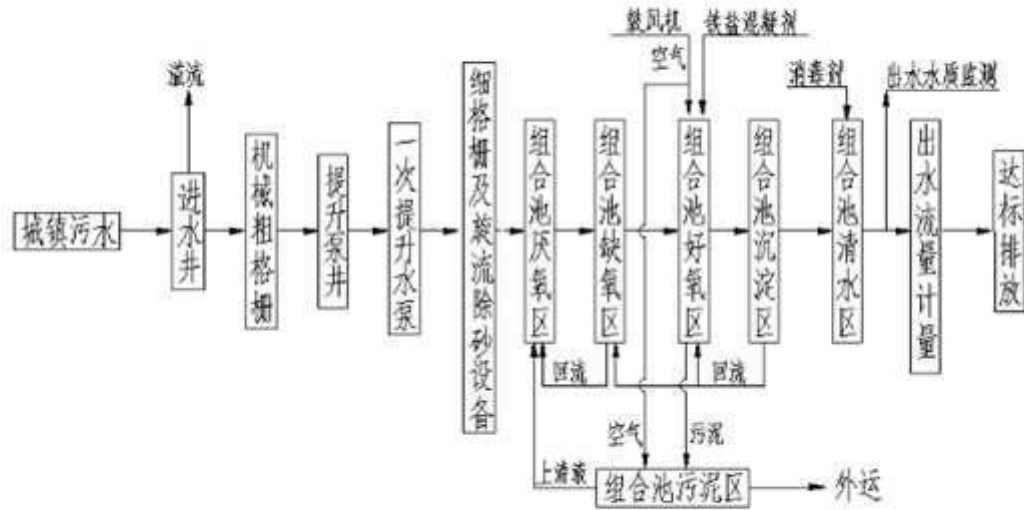 鼓风机
铁盐混凝剂
空气
溢流
消毒剂
出水水质监测
城镇污水
进水井
机械粗格栅
提升泵井
一次提升水泵
细格栅及旋流除砂设备
组合池厌氧区
组合池缺氧区
组合池好氧区
组合池沉淀区
组合池清水区
出水流量计量
达标排放
回流
回流
空气
污泥
上清液
组合池污泥区
外运